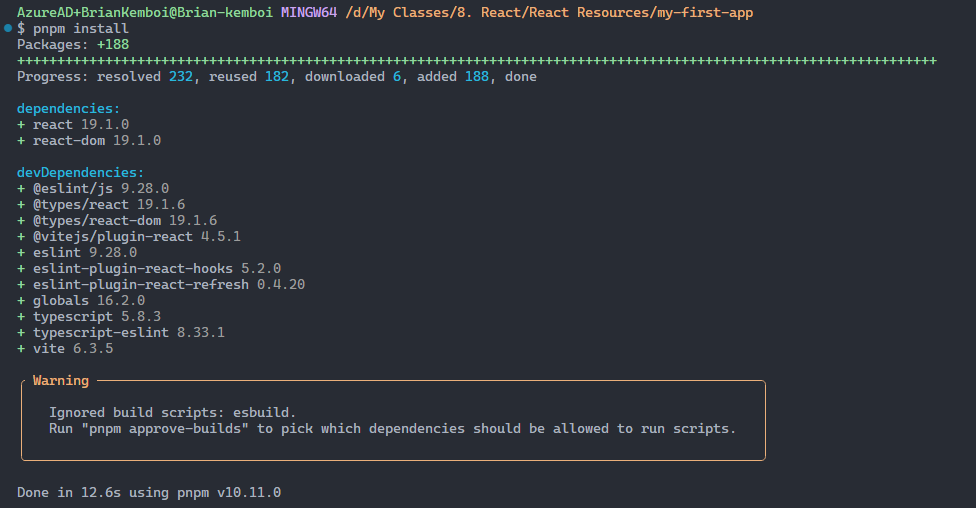 AzureAD+BrianKemboi@Brian-kemboi MINGW64 /d/My Classes/8. React/React Resources/my-first-app
$ pnpm install
Packages: +188
+++++++++++++++++++++++++++++++++++++++++++++++++++++++++++++++++++++++++++++++++++++++++++++++++++++++++++++++++++
Progress: resolved 232, reused 182, downloaded 6, added 188, done
dependencies:
+ react 19.1.0
+ react-dom 19.1.0
devDependencies:
+ @eslint/js 9.28.0
+ @types/react 19.1.6
+ @types/react-dom 19.1.6
+ @vitejs/plugin-react 4.5.1
+ eslint 9.28.0
+ eslint-plugin-react-hooks 5.2.0
+ eslint-plugin-react-refresh 0.4.20
+ globals 16.2.0
+ typescript 5.8.3
+ typescript-eslint 8.33.1
+ vite 6.3.5
Warning
Ignored build scripts: esbuild.
Run "pnpm approve-builds" to pick which dependencies should be allowed to run scripts.
Done in 12.6s using pnpm v10.11.0